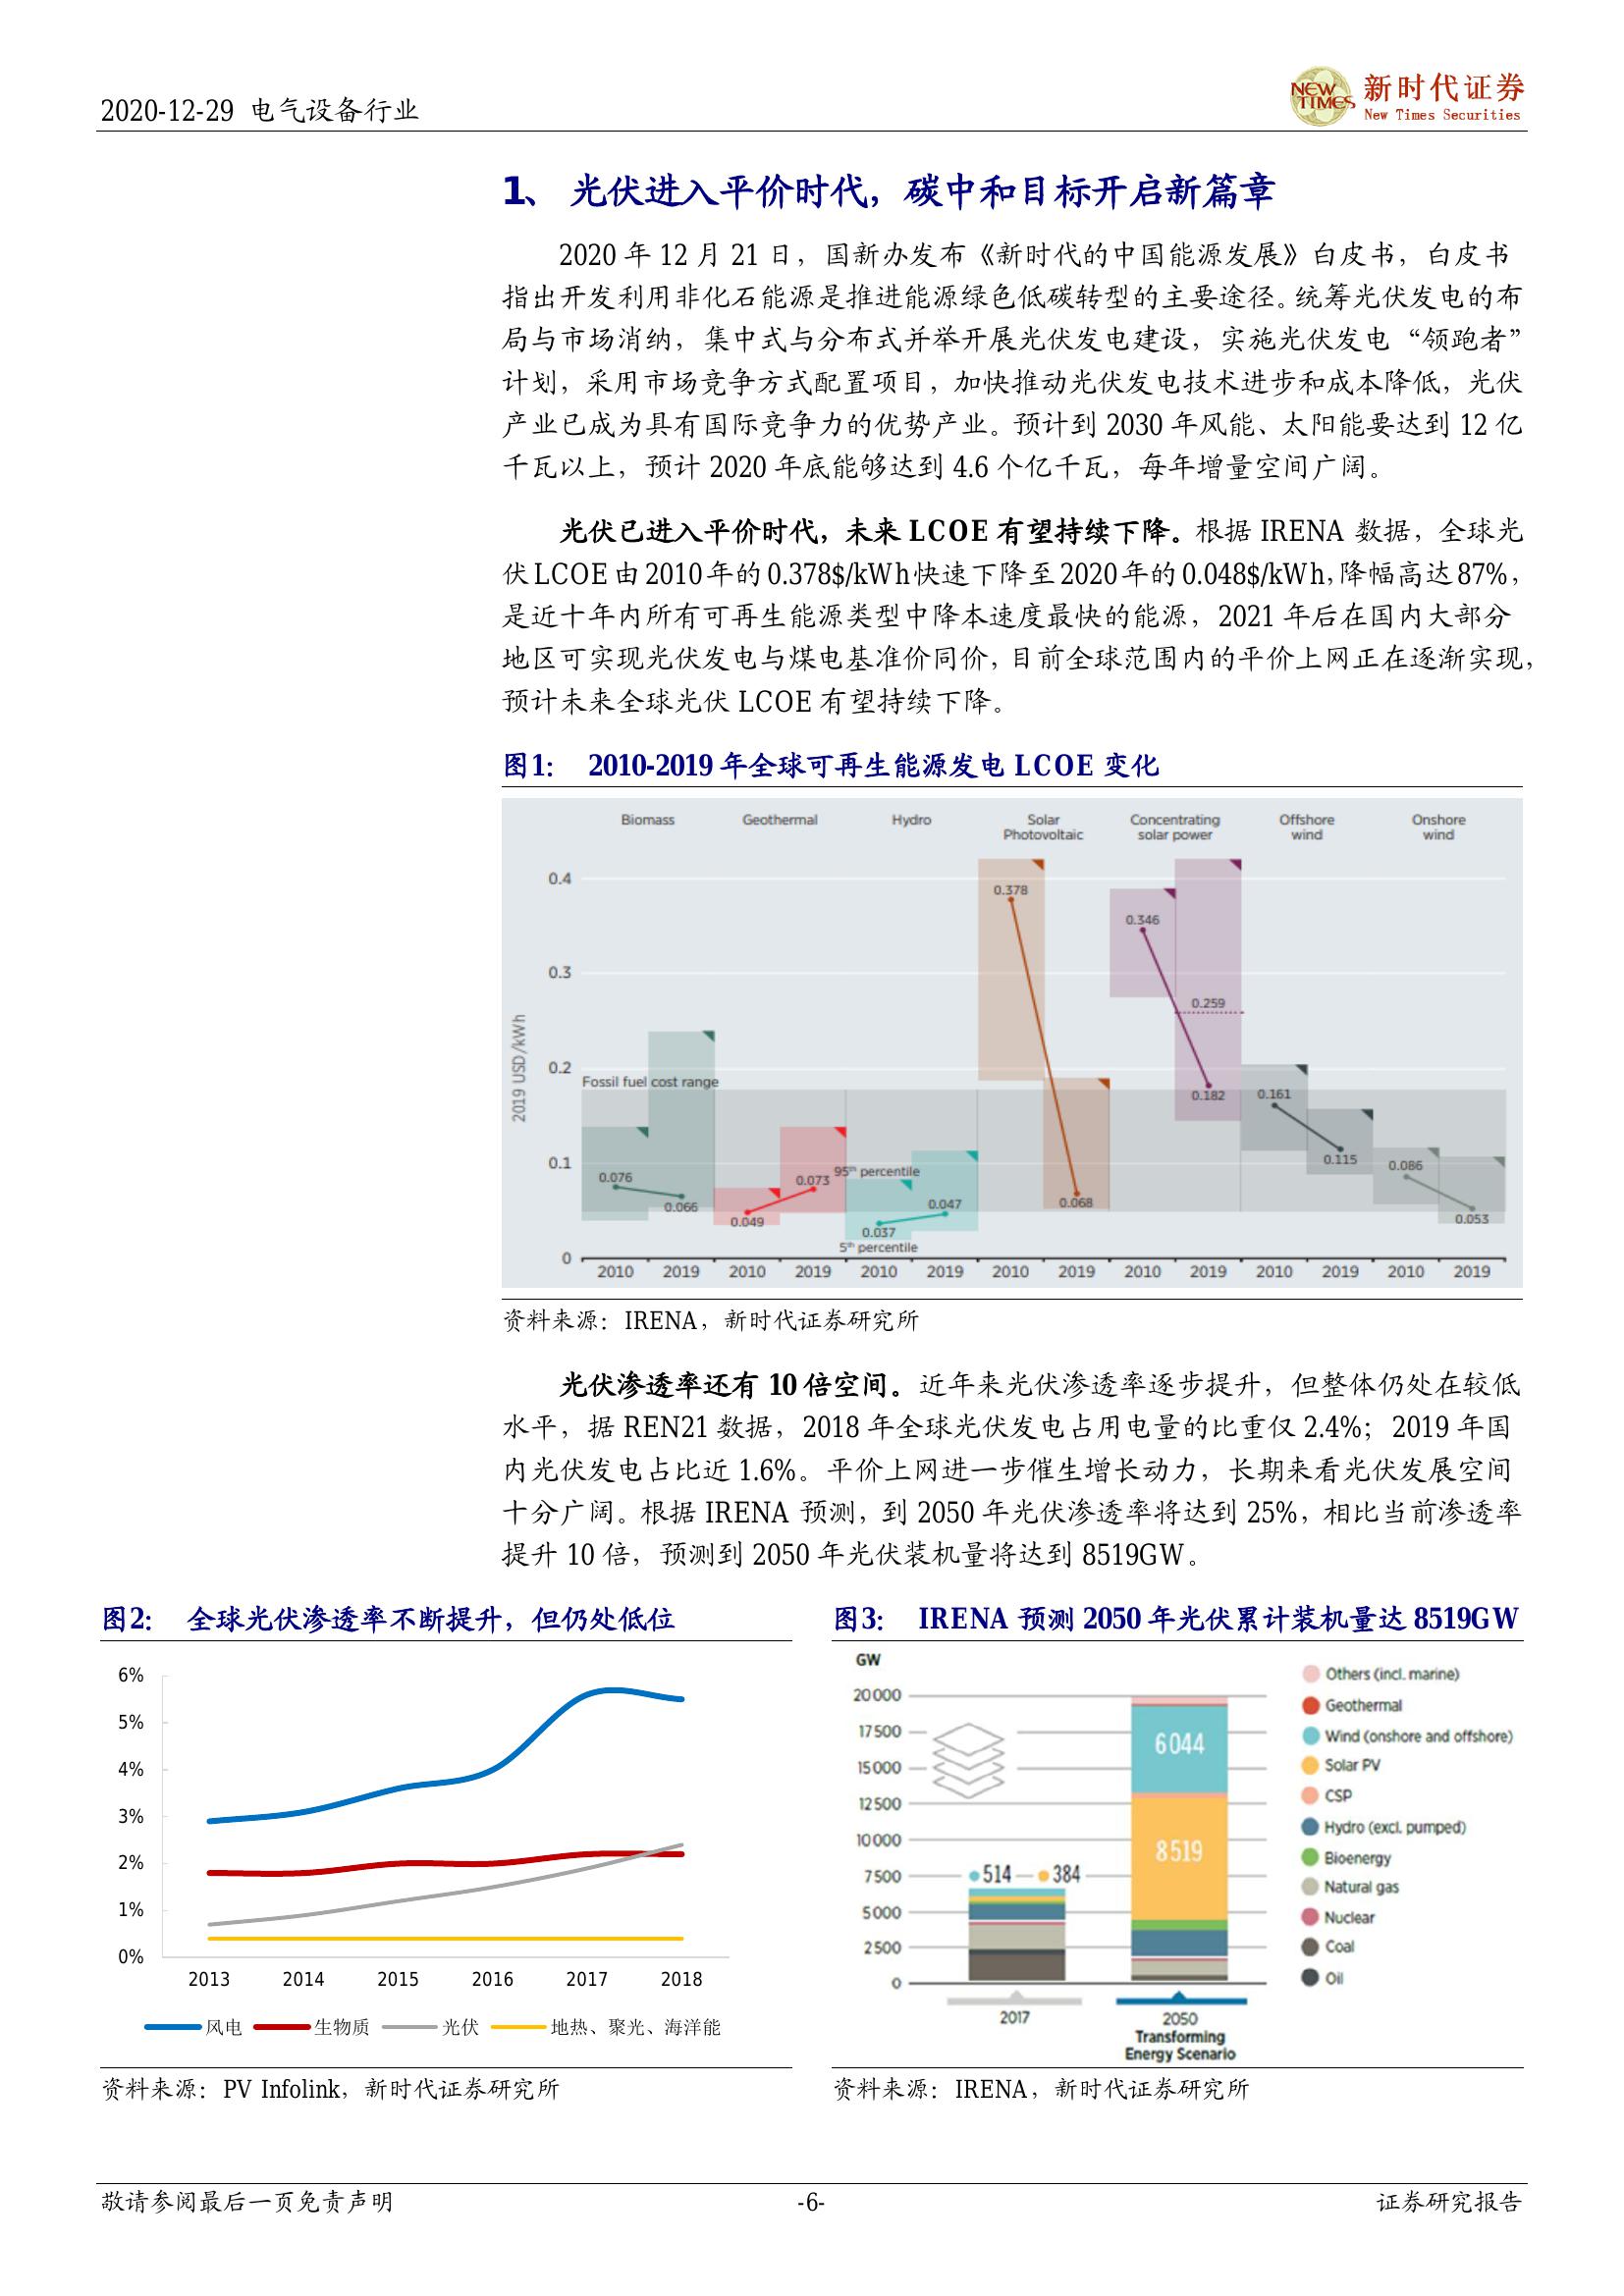 2020-12-29 电气设备行业
NEW TIMES
新时代证券
New Times Securities
1、 光伏进入平价时代，碳中和目标开启新篇章
2020 年 12 月 21 日，国新办发布《新时代的中国能源发展》白皮书，白皮书
指出开发利用非化石能源是推进能源绿色低碳转型的主要途径。统筹光伏发电的布
局与市场消纳，集中式与分布式并举开展光伏发电建设，实施光伏发电“领跑者”
计划，采用市场竞争方式配置项目，加快推动光伏发电技术进步和成本降低，光伏
产业已成为具有国际竞争力的优势产业。预计到 2030 年风能、太阳能要达到 12 亿
千瓦以上，预计 2020 年底能够达到 4.6 个亿千瓦，每年增量空间广阔。
光伏已进入平价时代，未来 LCOE 有望持续下降。根据 IRENA 数据，全球光
伏 LCOE 由 2010 年的 0.378$/kWh 快速下降至 2020 年的 0.048$/kWh，降幅高达 87%，
是近十年内所有可再生能源类型中降本速度最快的能源，2021 年后在国内大部分
地区可实现光伏发电与煤电基准价同价，目前全球范围内的平价上网正在逐渐实现，
预计未来全球光伏 LCOE 有望持续下降。
图1： 2010-2019 年全球可再生能源发电 LCOE 变化
Biomass Geothermal Hydro Solar Photovoltaic Concentrating solar power Offshore wind Onshore wind
2019 USD/kWh
0.4
0.3
0.2
0.1
0
Fossil fuel cost range
95th percentile
5th percentile
0.076 0.066
0.049 0.073
0.037 0.047
0.378 0.068
0.346 0.259 0.182
0.161 0.115
0.086 0.053
2010 2019 2010 2019 2010 2019 2010 2019 2010 2019 2010 2019 2010 2019
资料来源：IRENA，新时代证券研究所
光伏渗透率还有 10 倍空间。近年来光伏渗透率逐步提升，但整体仍处在较低
水平，据 REN21 数据，2018 年全球光伏发电占用电量的比重仅 2.4%；2019 年国
内光伏发电占比近 1.6%。平价上网进一步催生增长动力，长期来看光伏发展空间
十分广阔。根据 IRENA 预测，到 2050 年光伏渗透率将达到 25%，相比当前渗透率
提升 10 倍，预测到 2050 年光伏装机量将达到 8519GW。
图2： 全球光伏渗透率不断提升，但仍处低位
6%
5%
4%
3%
2%
1%
0%
2013 2014 2015 2016 2017 2018
风电 生物质 光伏 地热、聚光、海洋能
资料来源：PV Infolink，新时代证券研究所
图3： IRENA 预测 2050 年光伏累计装机量达 8519GW
GW
20 000
17 500
15 000
12 500
10 000
7 500
5 000
2 500
0
514 384
6 044
8 519
2017
2050
Transforming
Energy Scenario
Others (incl. marine)
Geothermal
Wind (onshore and offshore)
Solar PV
CSP
Hydro (excl. pumped)
Bioenergy
Natural gas
Nuclear
Coal
Oil
资料来源：IRENA，新时代证券研究所
敬请参阅最后一页免责声明 -6- 证券研究报告